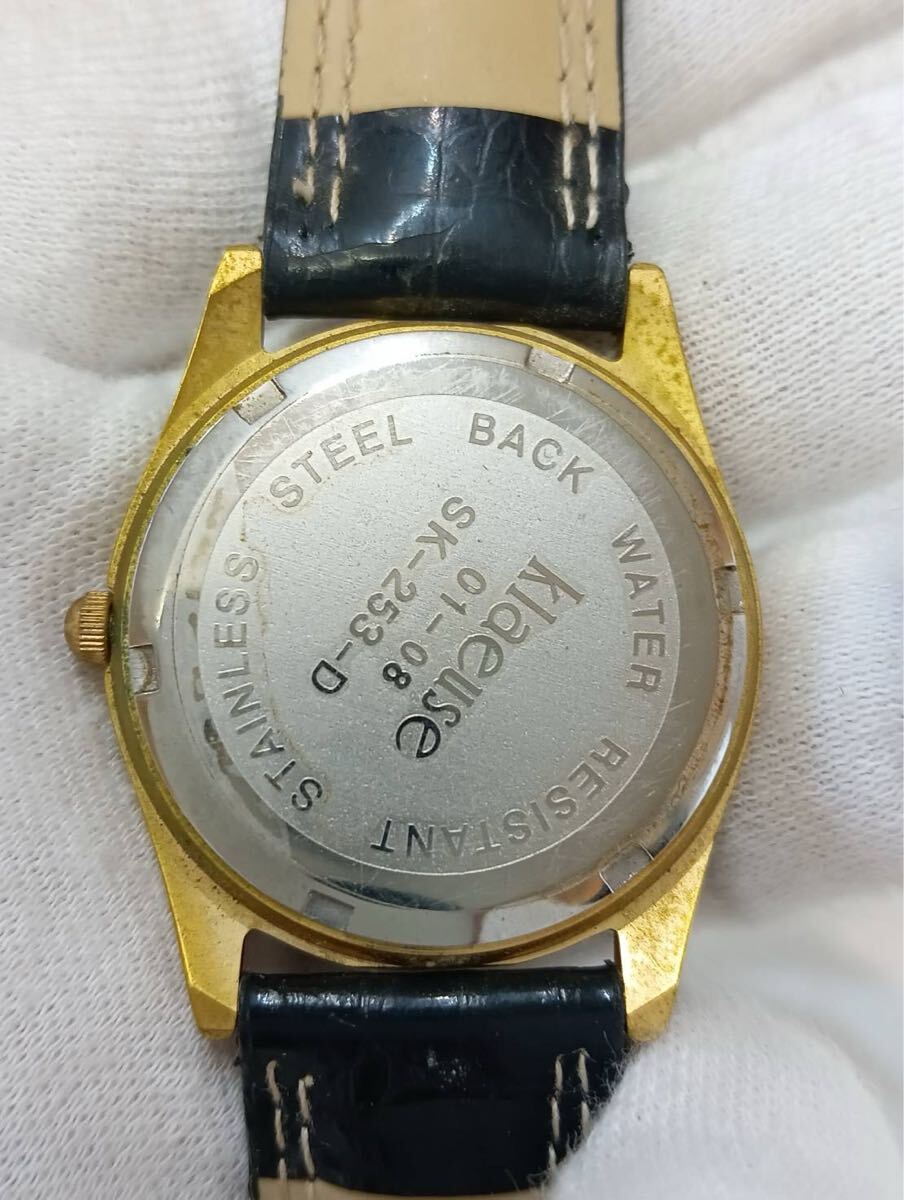 STAINLESS STEEL BACK WATER RESISTANT
klaeuse
01-08
SK-253-D